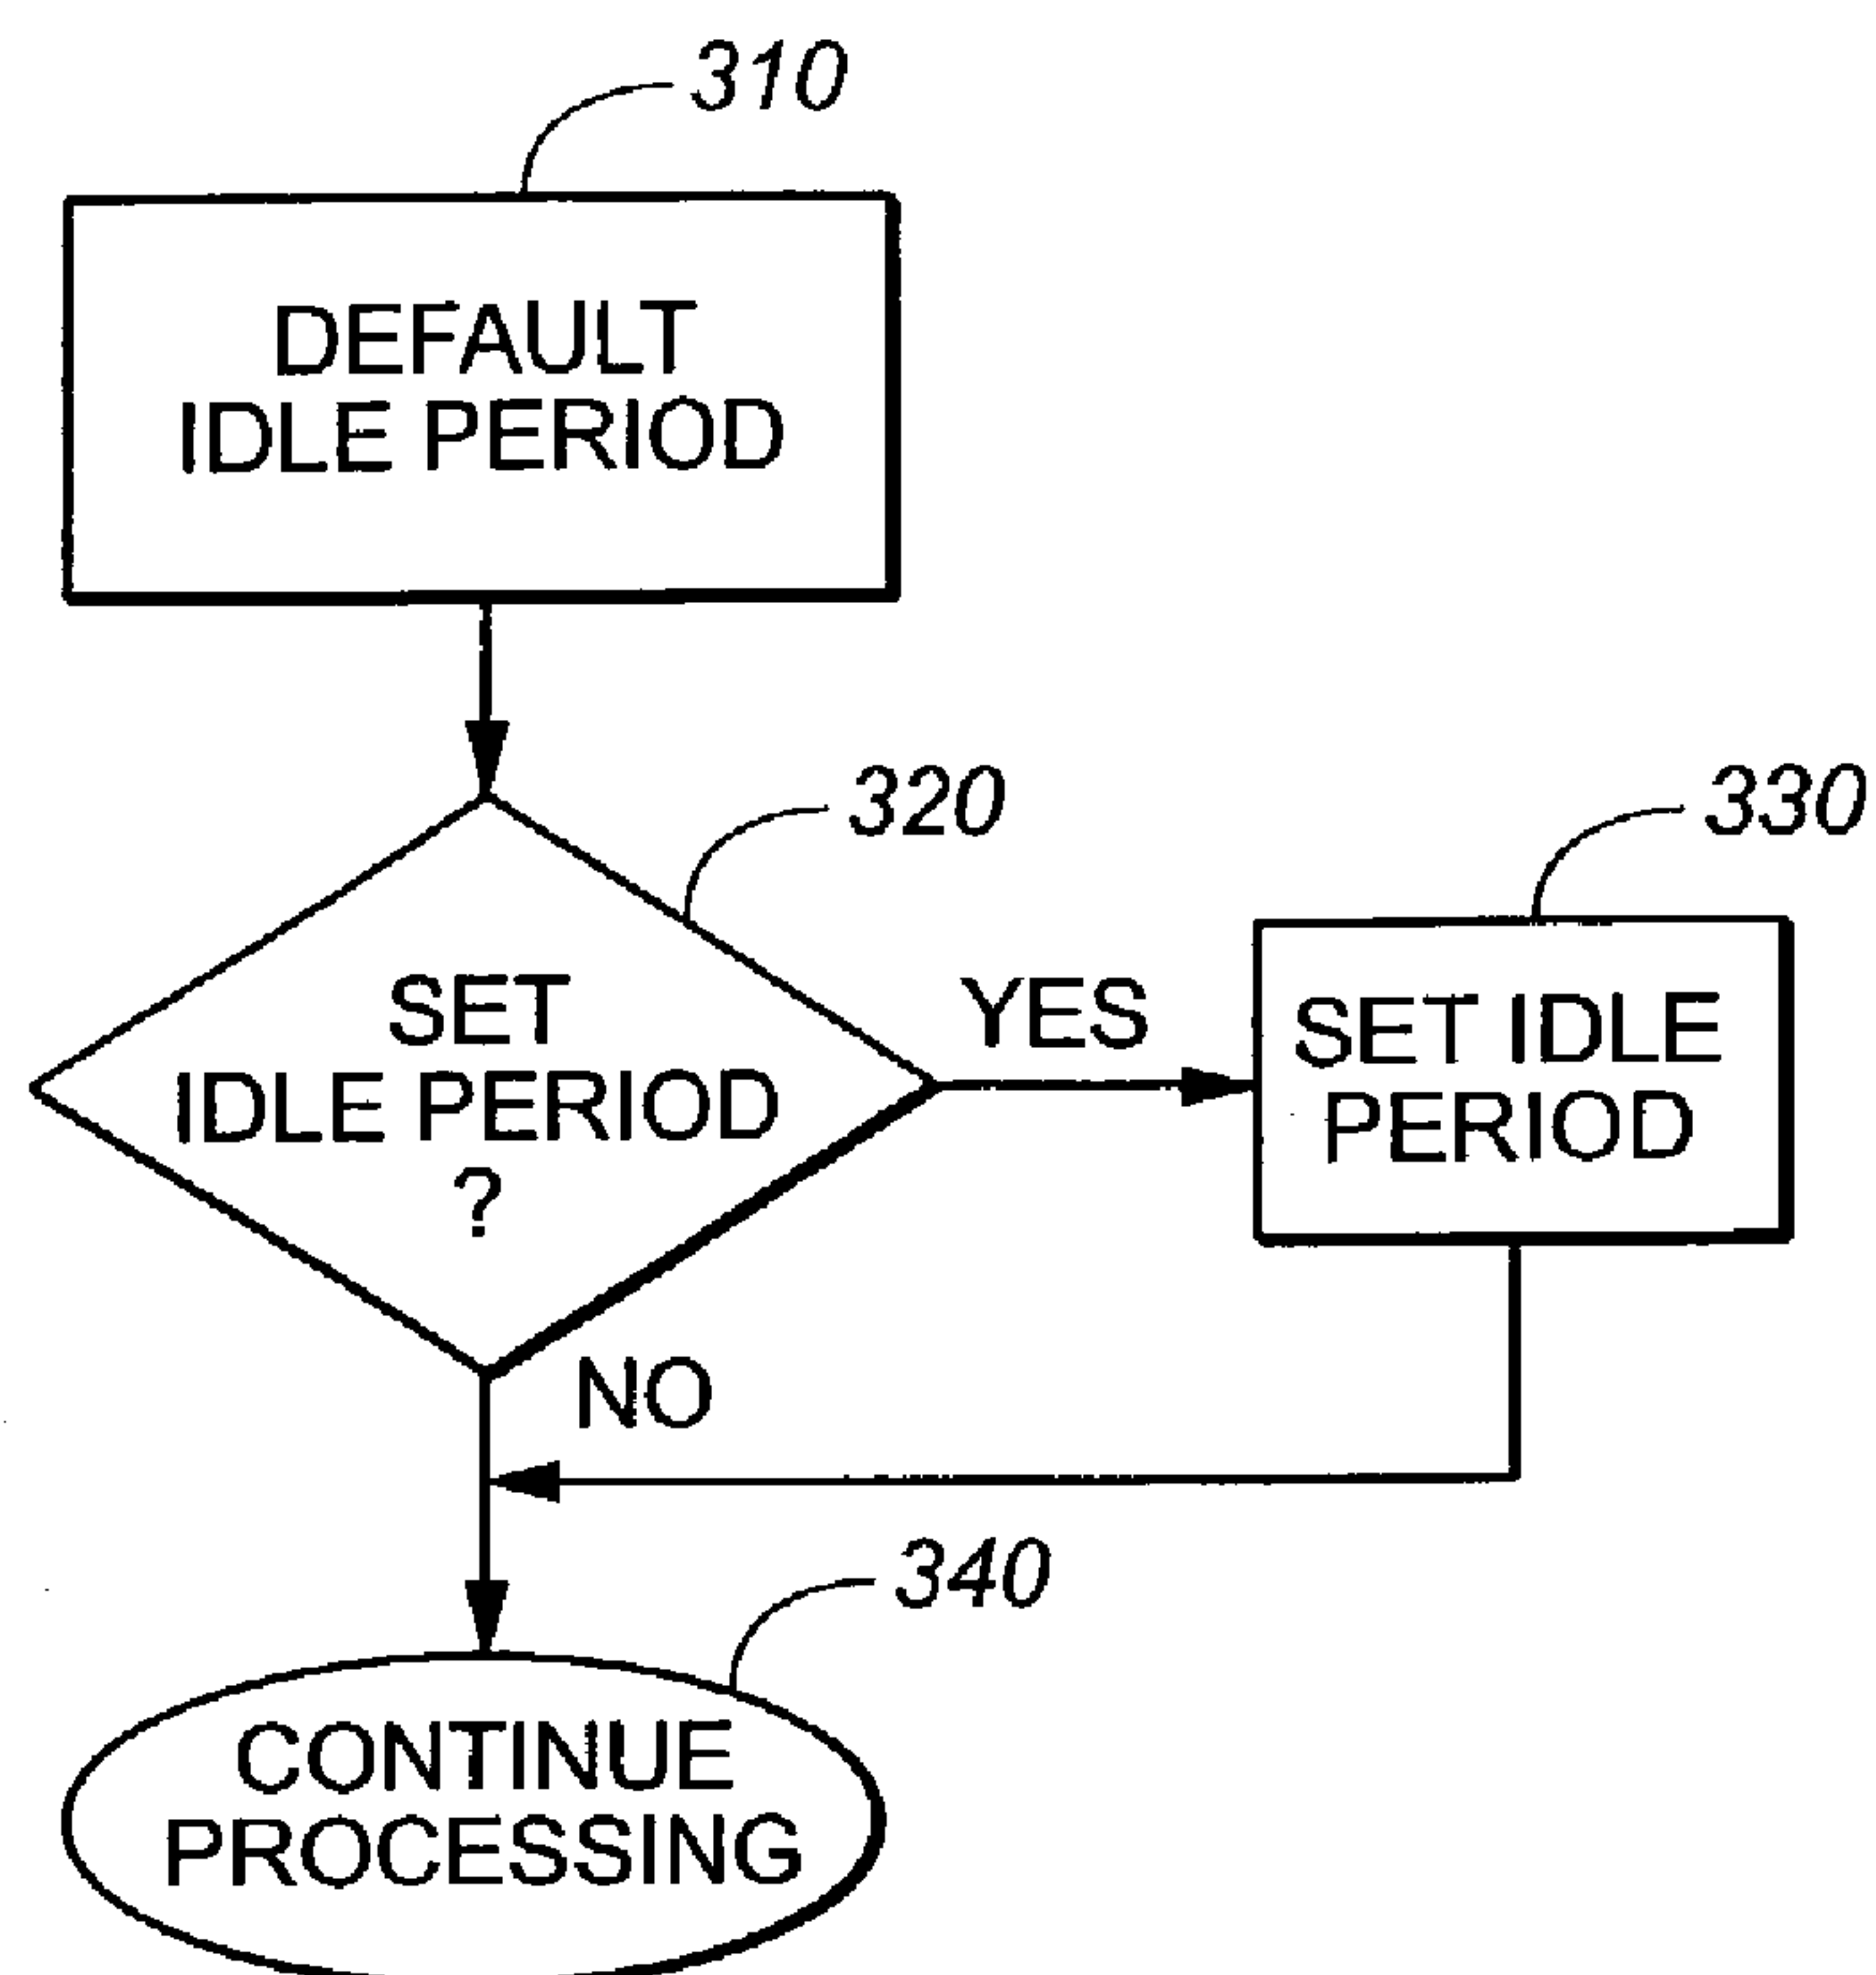 310
DEFAULT
IDLE PERIOD
320
SET
IDLE PERIOD
?
YES
330
SET IDLE
PERIOD
NO
340
CONTINUE
PROCESSING